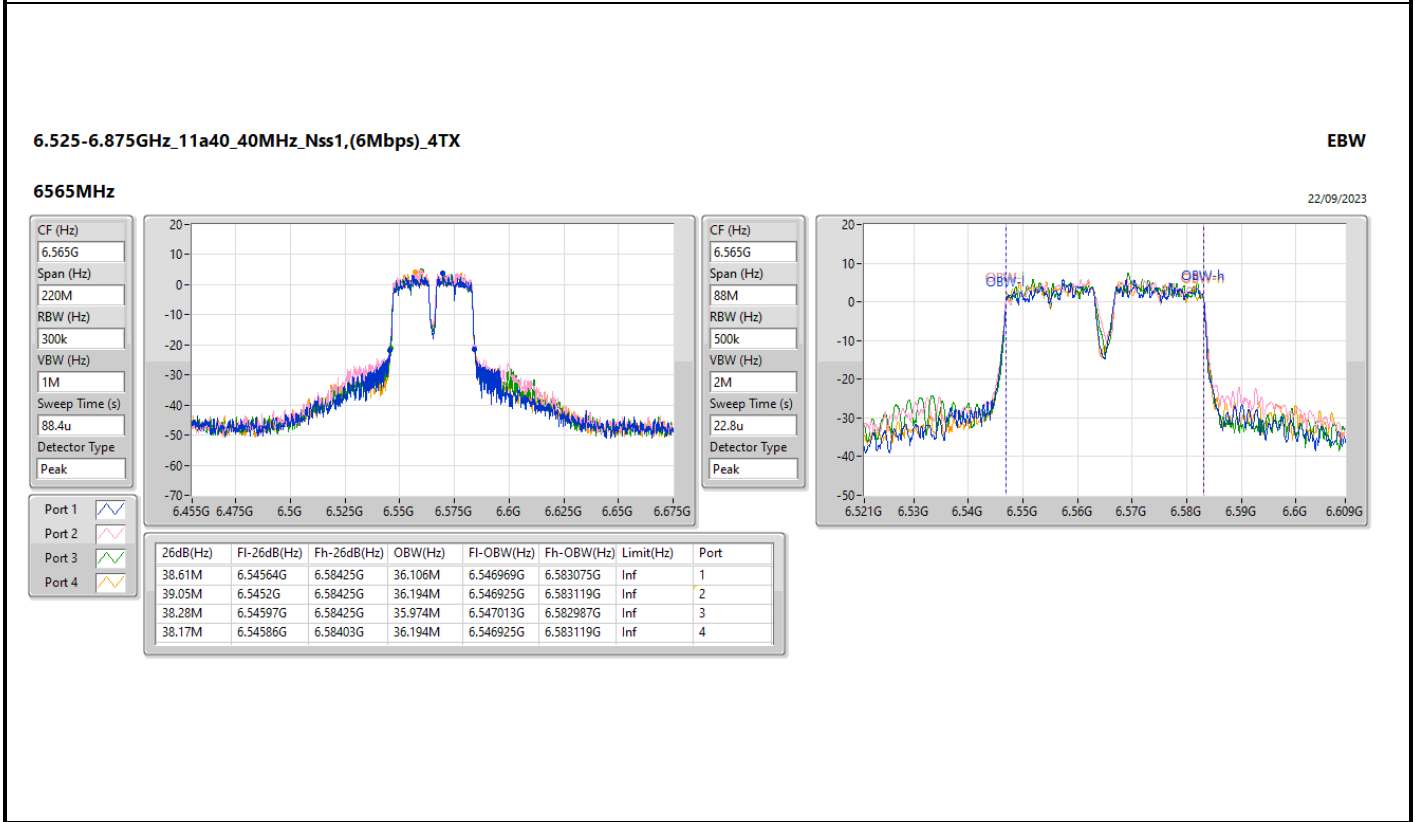 6.525-6.875GHz_11a40_40MHz_Nss1,(6Mbps)_4TX
EBW
6565MHz
22/09/2023
CF (Hz)
6.565G
Span (Hz)
220M
RBW (Hz)
300k
VBW (Hz)
1M
Sweep Time (s)
88.4u
Detector Type
Peak
20
10
0
-10
-20
-30
-40
-50
-60
-70
6.455G 6.475G 6.5G 6.525G 6.55G 6.575G 6.6G 6.625G 6.65G 6.675G
CF (Hz)
6.565G
Span (Hz)
88M
RBW (Hz)
500k
VBW (Hz)
2M
Sweep Time (s)
22.8u
Detector Type
Peak
20
10
0
-10
-20
-30
-40
-50
OBW-l
OBW-h
6.521G 6.53G 6.54G 6.55G 6.56G 6.57G 6.58G 6.59G 6.6G 6.609G
Port 1
Port 2
Port 3
Port 4
26dB(Hz) Fl-26dB(Hz) Fh-26dB(Hz) OBW(Hz) Fl-OBW(Hz) Fh-OBW(Hz) Limit(Hz) Port
38.61M 6.54564G 6.58425G 36.106M 6.546969G 6.583075G Inf 1
39.05M 6.5452G 6.58425G 36.194M 6.546925G 6.583119G Inf 2
38.28M 6.54597G 6.58425G 35.974M 6.547013G 6.582987G Inf 3
38.17M 6.54586G 6.58403G 36.194M 6.546925G 6.583119G Inf 4